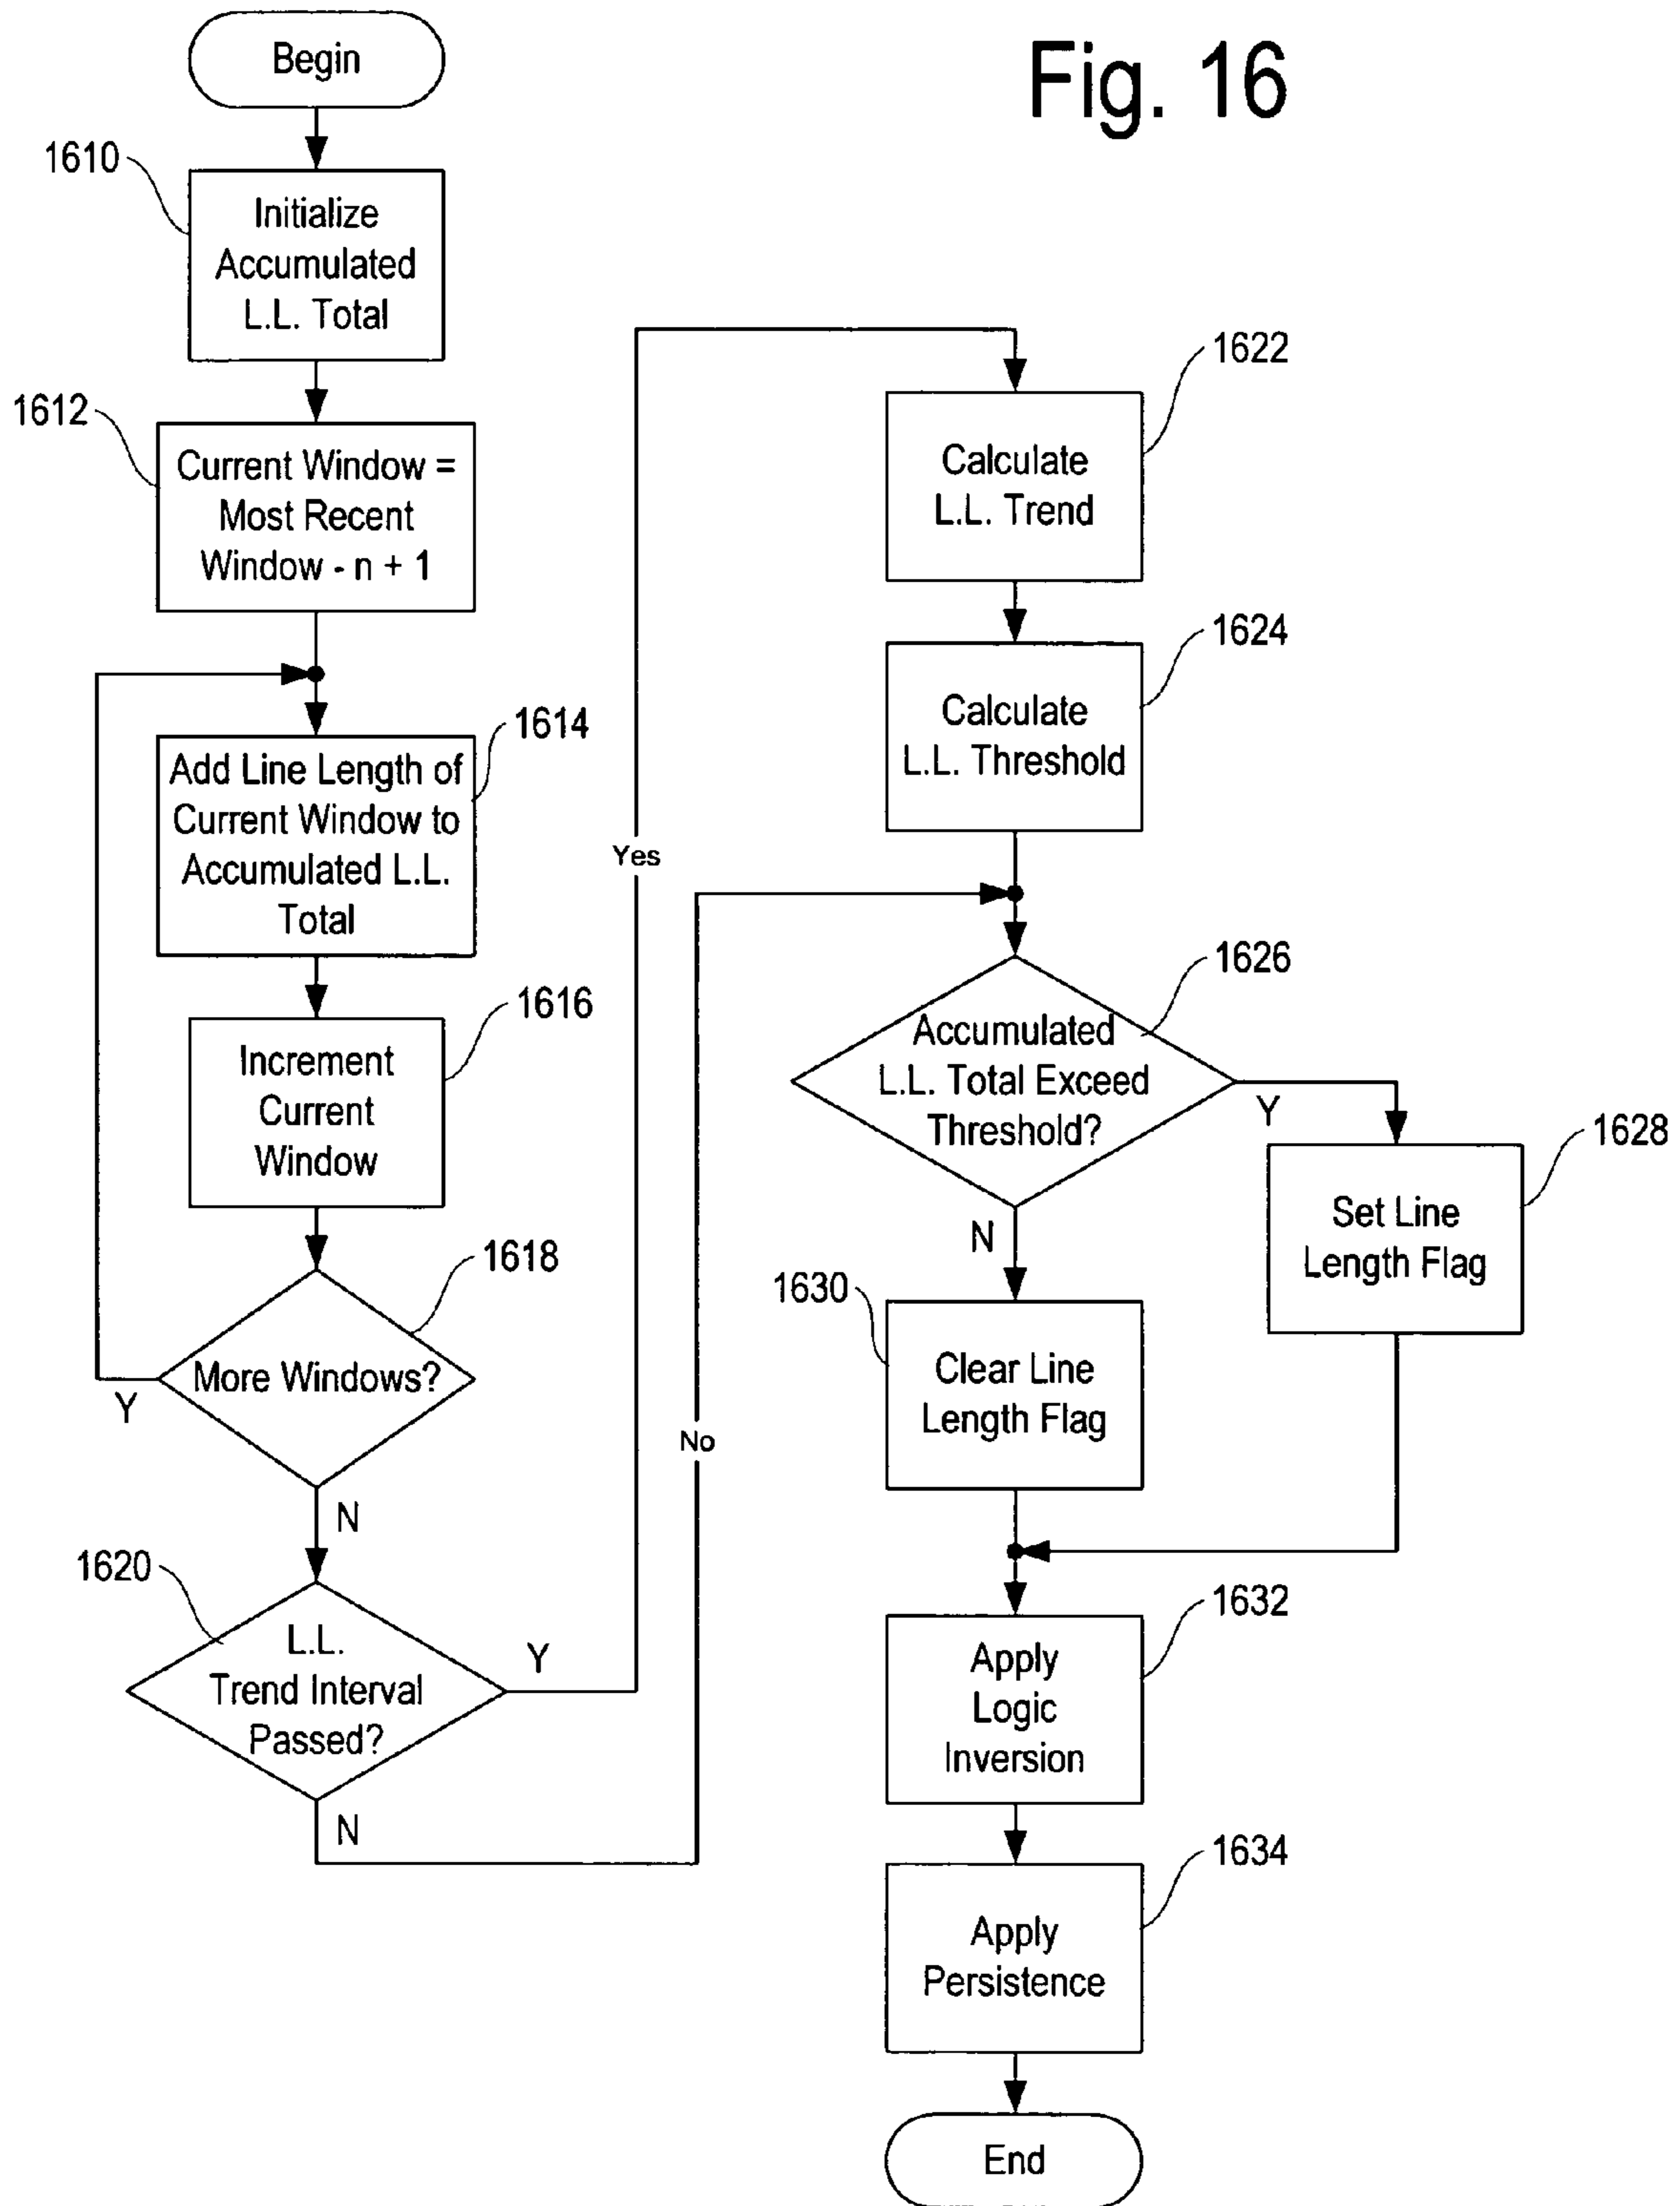 Fig. 16
Begin
1610
Initialize
Accumulated
L.L. Total
1612
Current Window =
Most Recent
Window - n + 1
1614
Add Line Length of
Current Window to
Accumulated L.L.
Total
1616
Increment
Current
Window
1618
More Windows?
Y
N
1620
L.L.
Trend Interval
Passed?
Y
N
Yes
No
1622
Calculate
L.L. Trend
1624
Calculate
L.L. Threshold
1626
Accumulated
L.L. Total Exceed
Threshold?
Y
N
1628
Set Line
Length Flag
1630
Clear Line
Length Flag
1632
Apply
Logic
Inversion
1634
Apply
Persistence
End